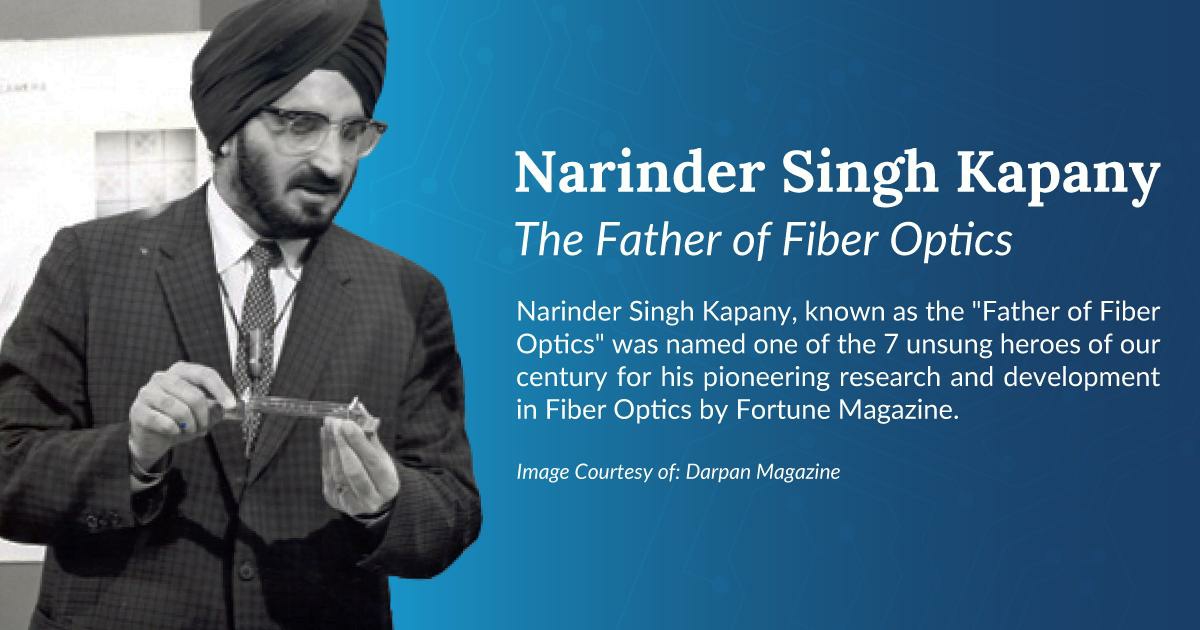 CAMERA
Narinder Singh Kapany
The Father of Fiber Optics
Narinder Singh Kapany, known as the "Father of Fiber
Optics" was named one of the 7 unsung heroes of our
century for his pioneering research and development
in Fiber Optics by Fortune Magazine.
Image Courtesy of: Darpan Magazine